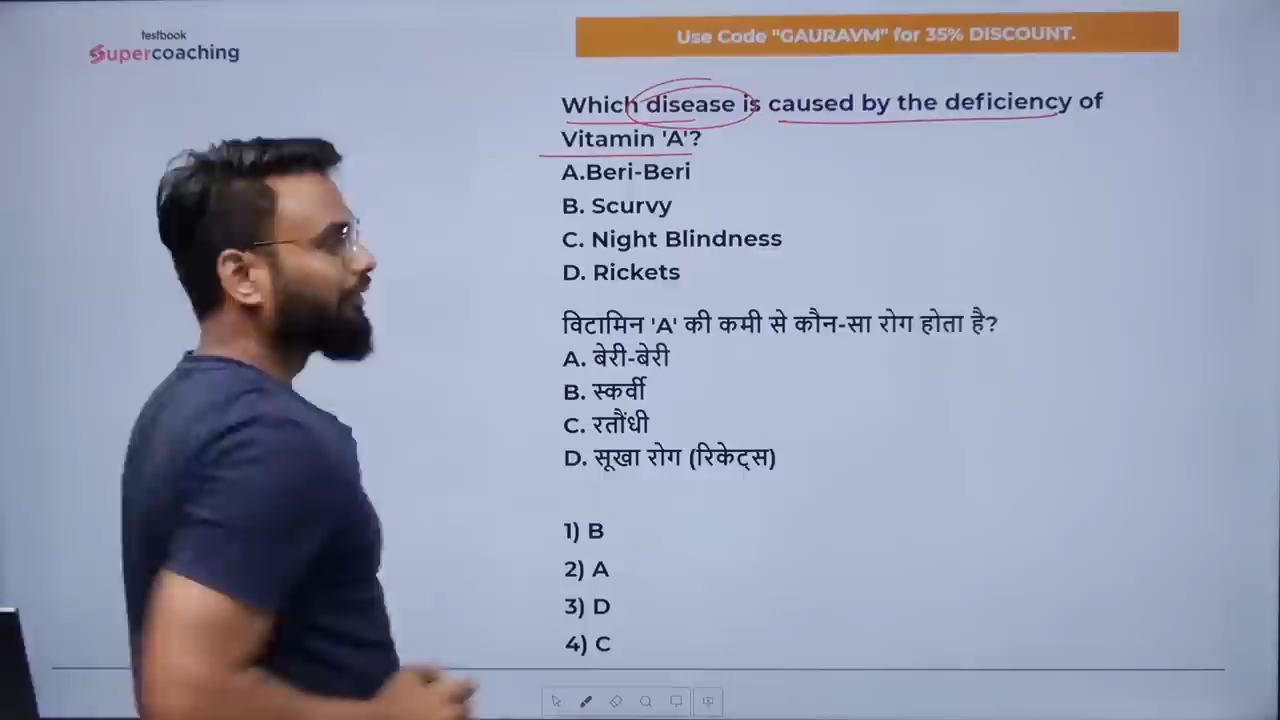 testbook
Supercoaching
Use Code "GAURAVM" for 35% DISCOUNT.
Which disease is caused by the deficiency of
Vitamin 'A'?
A.Beri-Beri
B. Scurvy
C. Night Blindness
D. Rickets
विटामिन 'A' की कमी से कौन-सा रोग होता है?
A. बेरी-बेरी
B. स्कर्वी
C. रतौंधी
D. सूखा रोग (रिकेट्स)
1) B
2) A
3) D
4) C